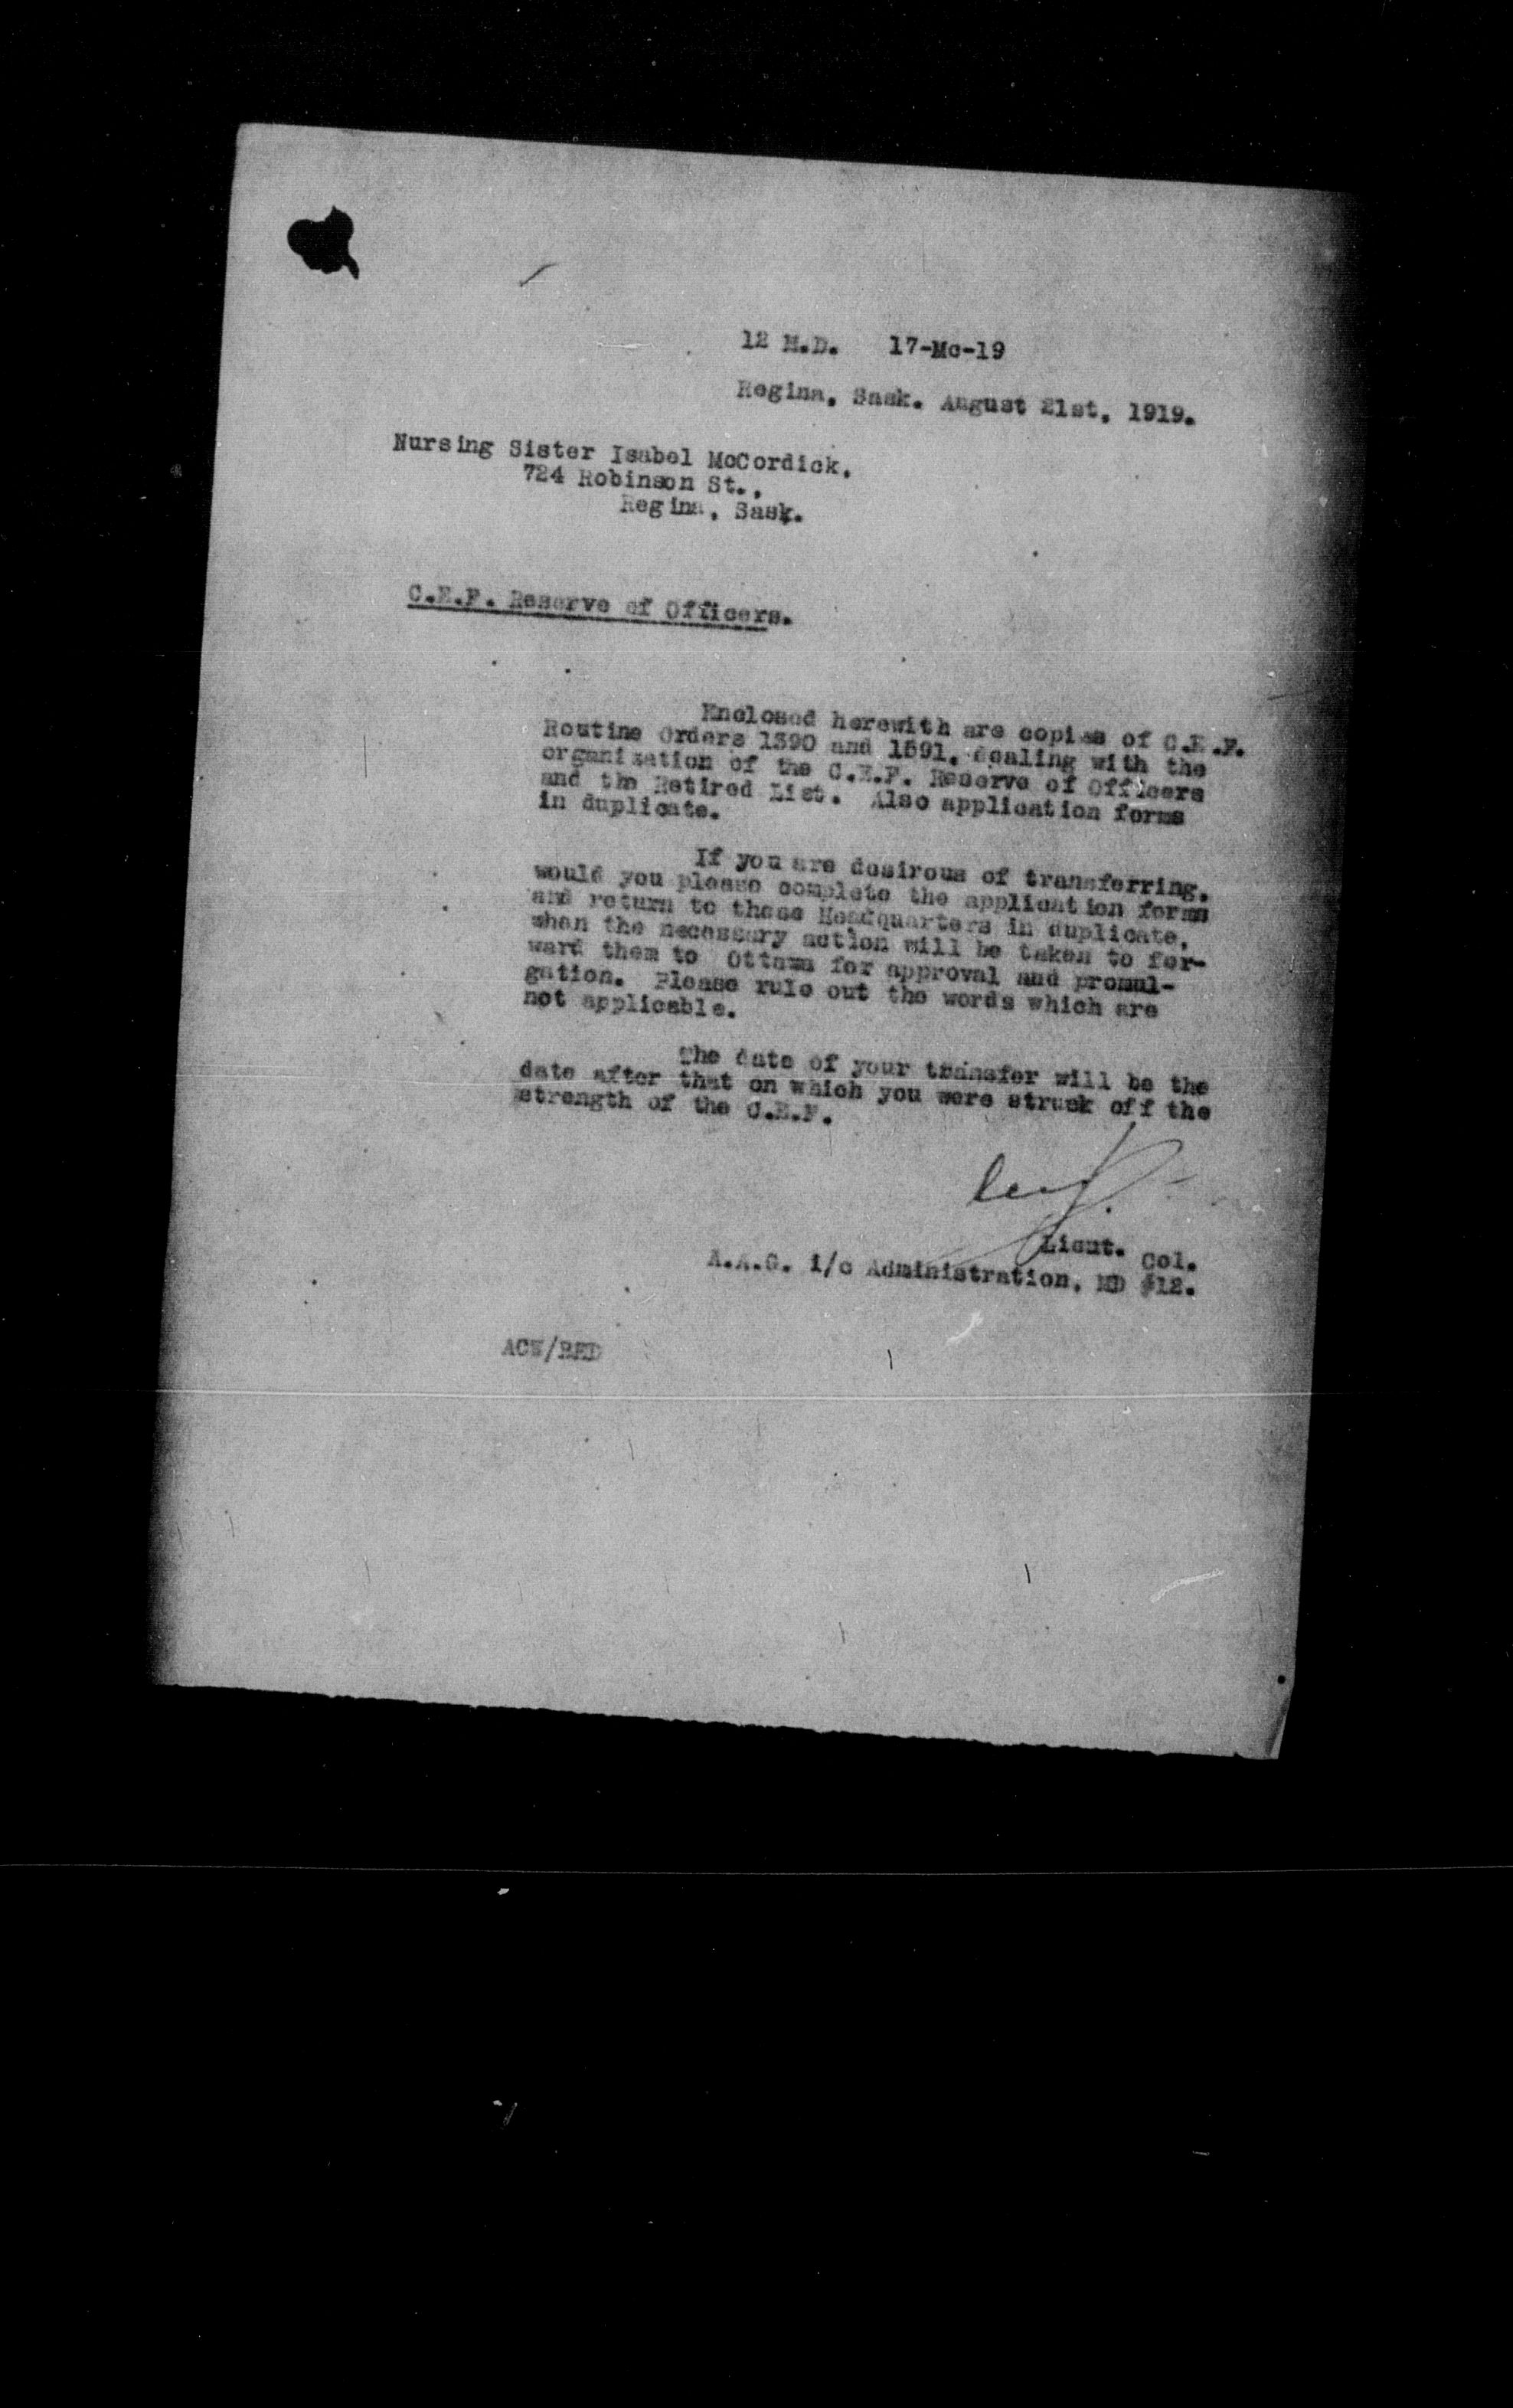 12 M.D. 17-Mc-19
Regina, Sask. August 21st, 1919.
Nursing Sister Isabel McCordick,
724 Robinson St.,
Regina, Sask.
C.E.F. Reserve of Officers.
Enclosed herewith are copies of C.E.F.
Routine Orders 1390 and 1391, dealing with the
organization of the C.E.F. Reserve of Officers
and the Retired List. Also application forms
in duplicate.
If you are desirous of transferring,
would you please complete the application forms
and return to these Headquarters in duplicate,
when the necessary action will be taken to for-
ward them to Ottawa for approval and promul-
gation. Please rule out the words which are
not applicable.
The date of your transfer will be the
date after that on which you were struck off the
strength of the C.E.F.
Lieut. Col.
A.A.G. i/c Administration, MD #12.